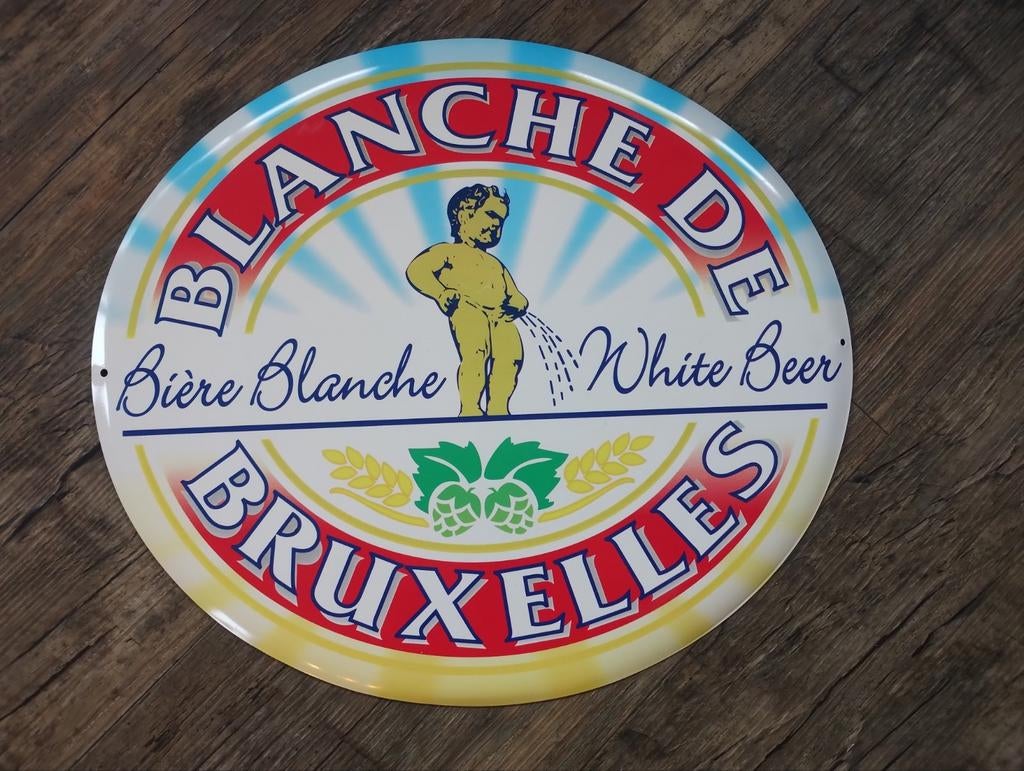 BLANCHE DE
Bière Blanche White Beer
BRUXELLES